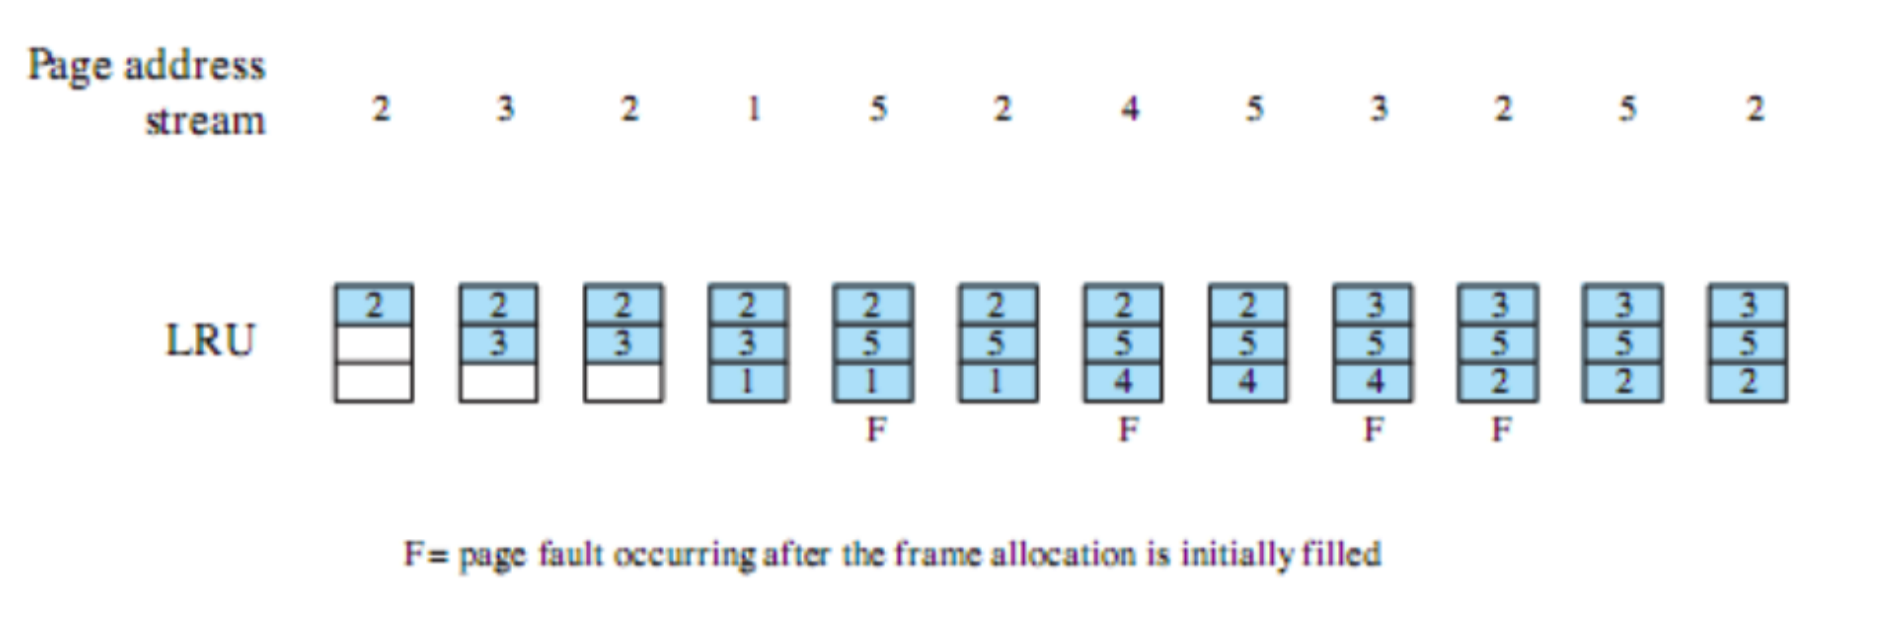 Page address
stream 2 3 2 1 5 2 4 5 3 2 5 2
2 2 2 2 2 2 2 2 3 3 3 3
LRU 3 3 3 5 5 5 5 5 5 5 5
1 1 1 4 4 4 2 2 2
F F F F
F= page fault occurring after the frame allocation is initially filled